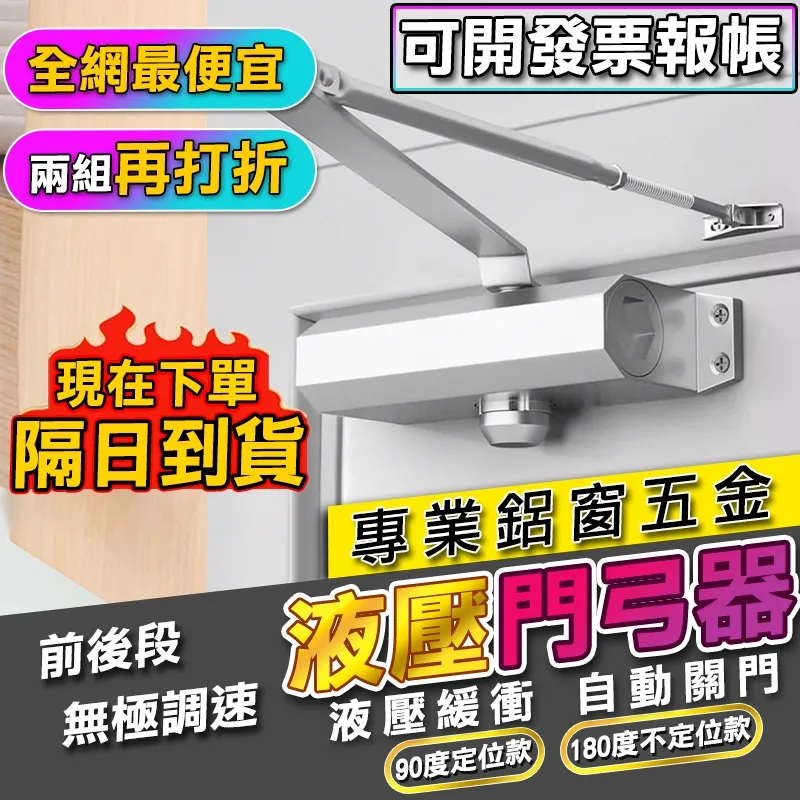 全網最便宜
可開發票報帳
兩組再打折
現在下單
隔日到貨
專業鋁窗五金
液壓門弓器
前後段
無極調速
液壓緩衝 自動關門
90度定位款
180度不定位款